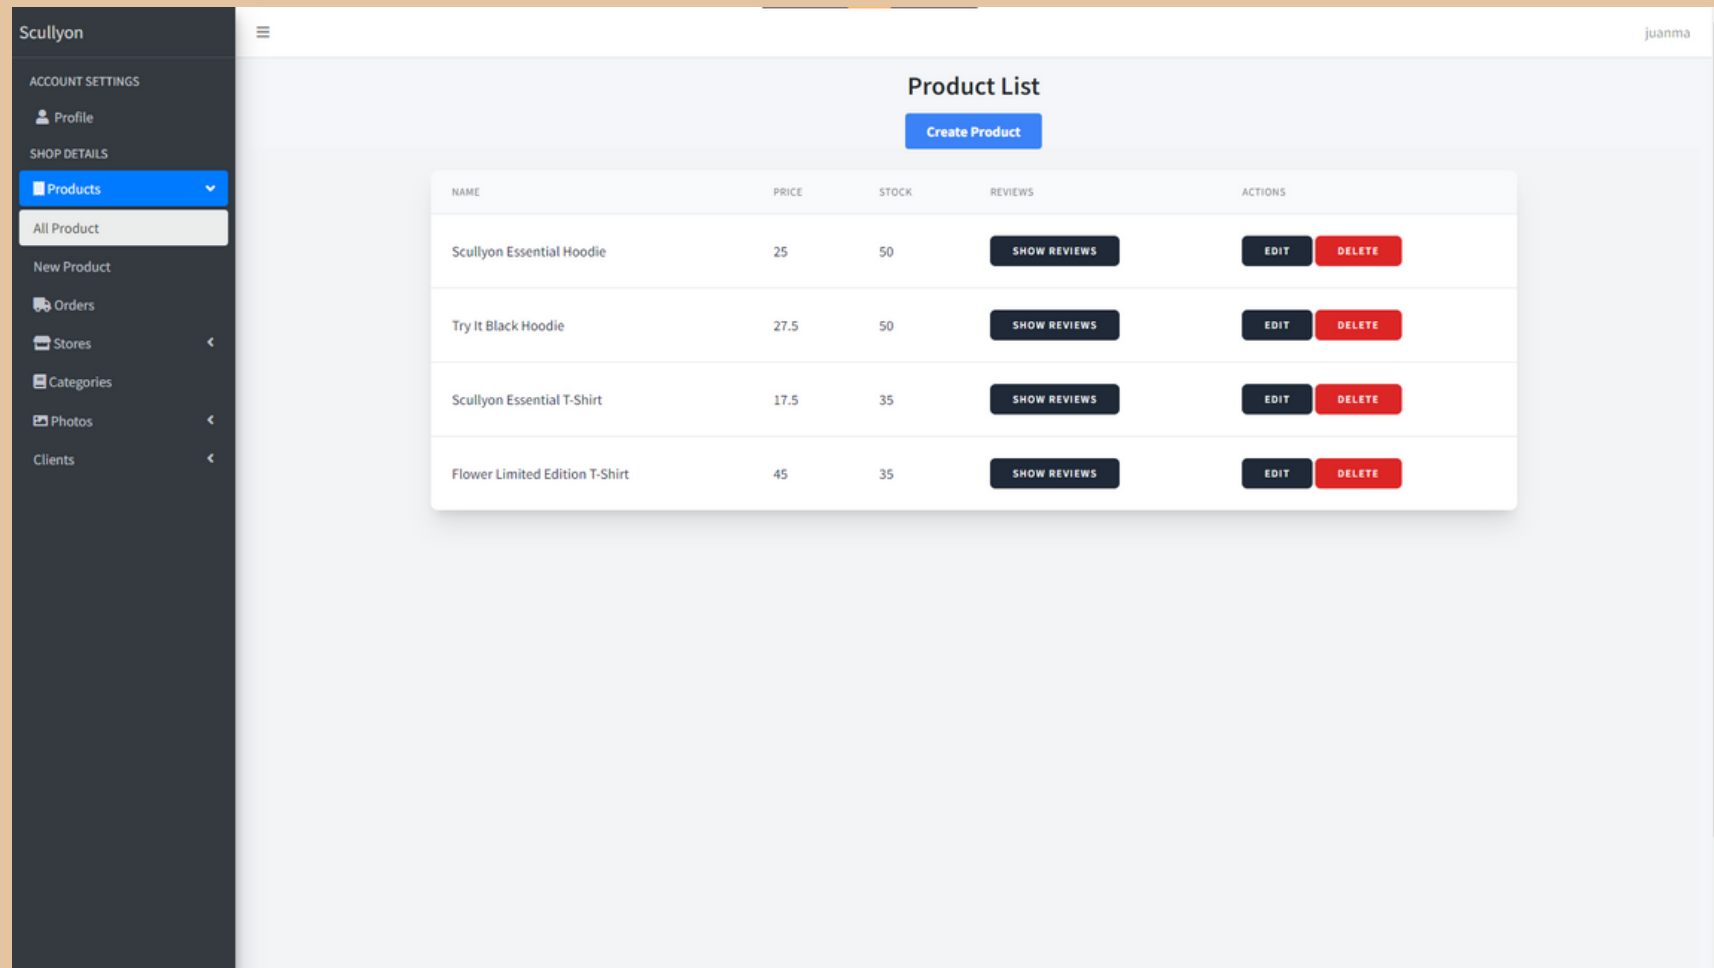 Scullyon
juanma
ACCOUNT SETTINGS
Profile
SHOP DETAILS
Products
All Product
New Product
Orders
Stores
Categories
Photos
Clients
Product List
Create Product
NAME PRICE STOCK REVIEWS ACTIONS
Scullyon Essential Hoodie 25 50 SHOW REVIEWS EDIT DELETE
Try It Black Hoodie 27.5 50 SHOW REVIEWS EDIT DELETE
Scullyon Essential T-Shirt 17.5 35 SHOW REVIEWS EDIT DELETE
Flower Limited Edition T-Shirt 45 35 SHOW REVIEWS EDIT DELETE